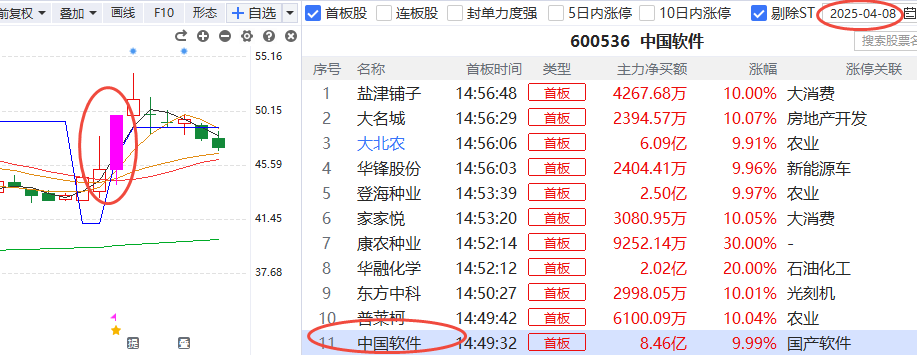 前复权 叠加 画线 F10 形态 + 自选
首板股 连板股 封单力度强 5日内涨停 10日内涨停 剔除ST 2025-04-08
600536 中国软件
搜索股票名
序号 名称 首板时间 类型 主力净买额 涨幅 涨停关联
1 盐津铺子 14:56:48 首板 4267.68万 10.00% 大消费
2 大名城 14:56:29 首板 2394.57万 10.07% 房地产开发
3 大北农 14:56:06 首板 6.09亿 9.91% 农业
4 华锋股份 14:56:03 首板 2404.41万 9.96% 新能源车
5 登海种业 14:53:39 首板 2.50亿 9.97% 农业
6 家家悦 14:53:20 首板 3080.95万 10.05% 大消费
7 康农种业 14:52:14 首板 9252.14万 30.00% -
8 华融化学 14:52:12 首板 2.02亿 20.00% 石油化工
9 东方中科 14:50:27 首板 2998.05万 10.01% 光刻机
10 普莱柯 14:49:42 首板 6100.09万 10.04% 农业
11 中国软件 14:49:32 首板 8.46亿 9.99% 国产软件
55.16
50.15
45.59
41.45
37.68